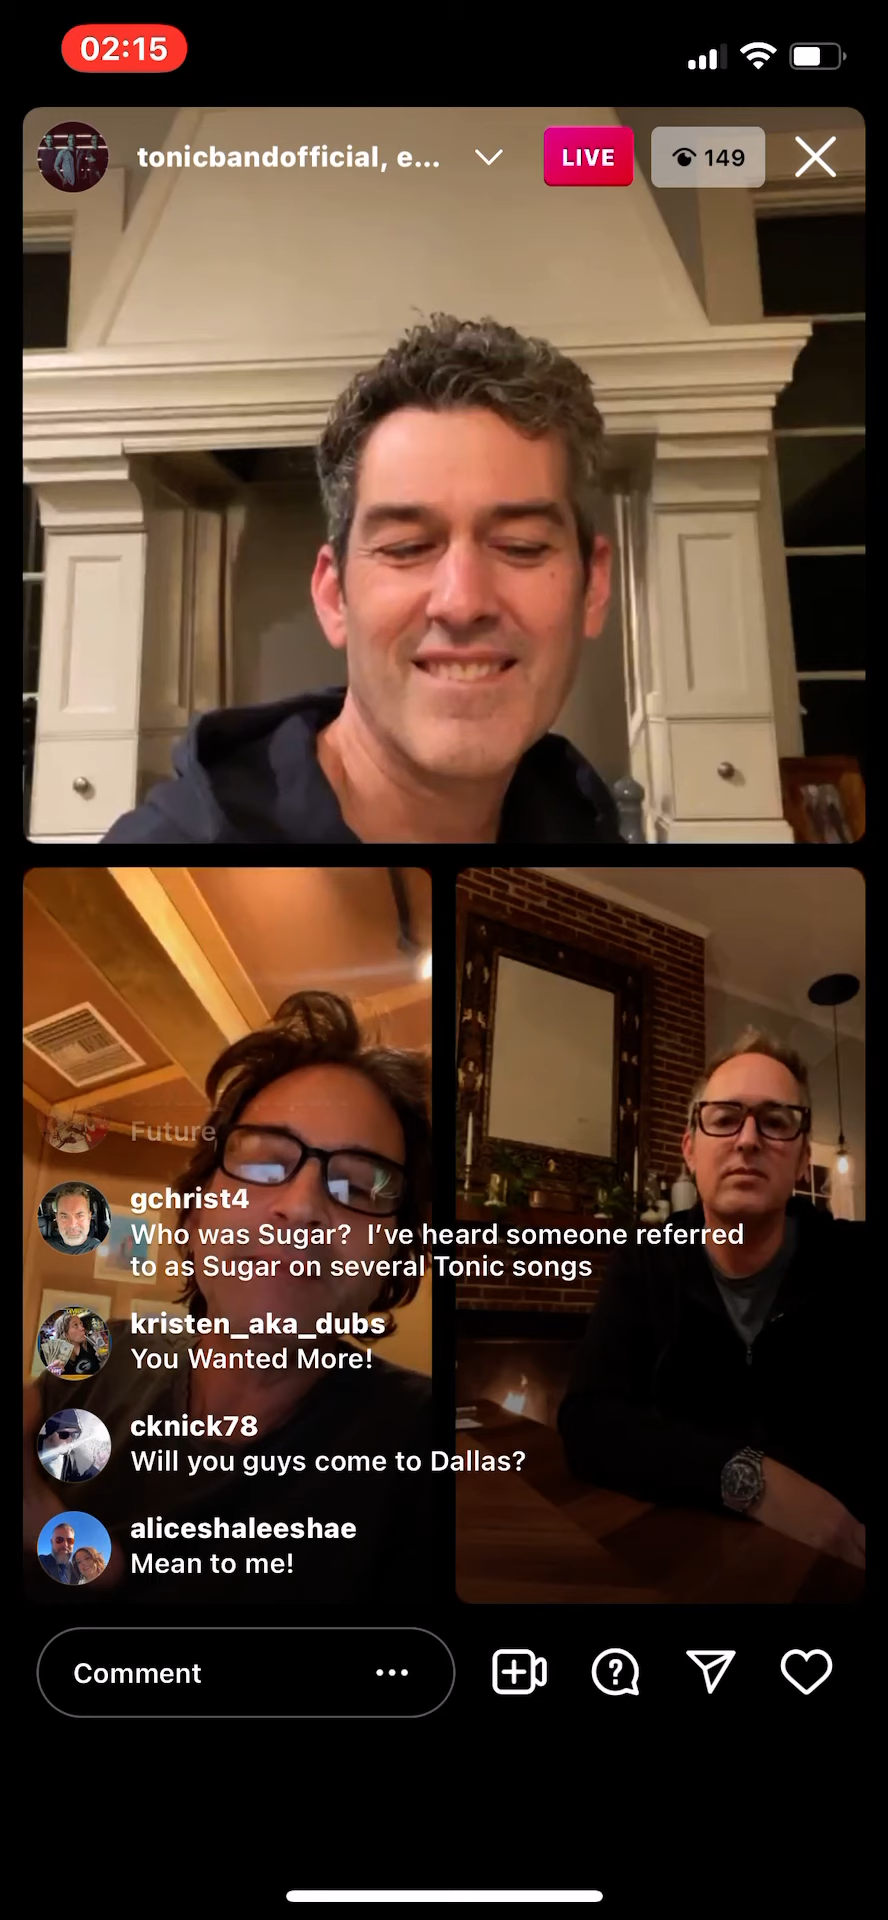 02:15
tonicbandofficial, e...
LIVE
149
Future
gchrist4
Who was Sugar?  I've heard someone referred
to as Sugar on several Tonic songs
kristen_aka_dubs
You Wanted More!
cknick78
Will you guys come to Dallas?
aliceshaleeshae
Mean to me!
Comment